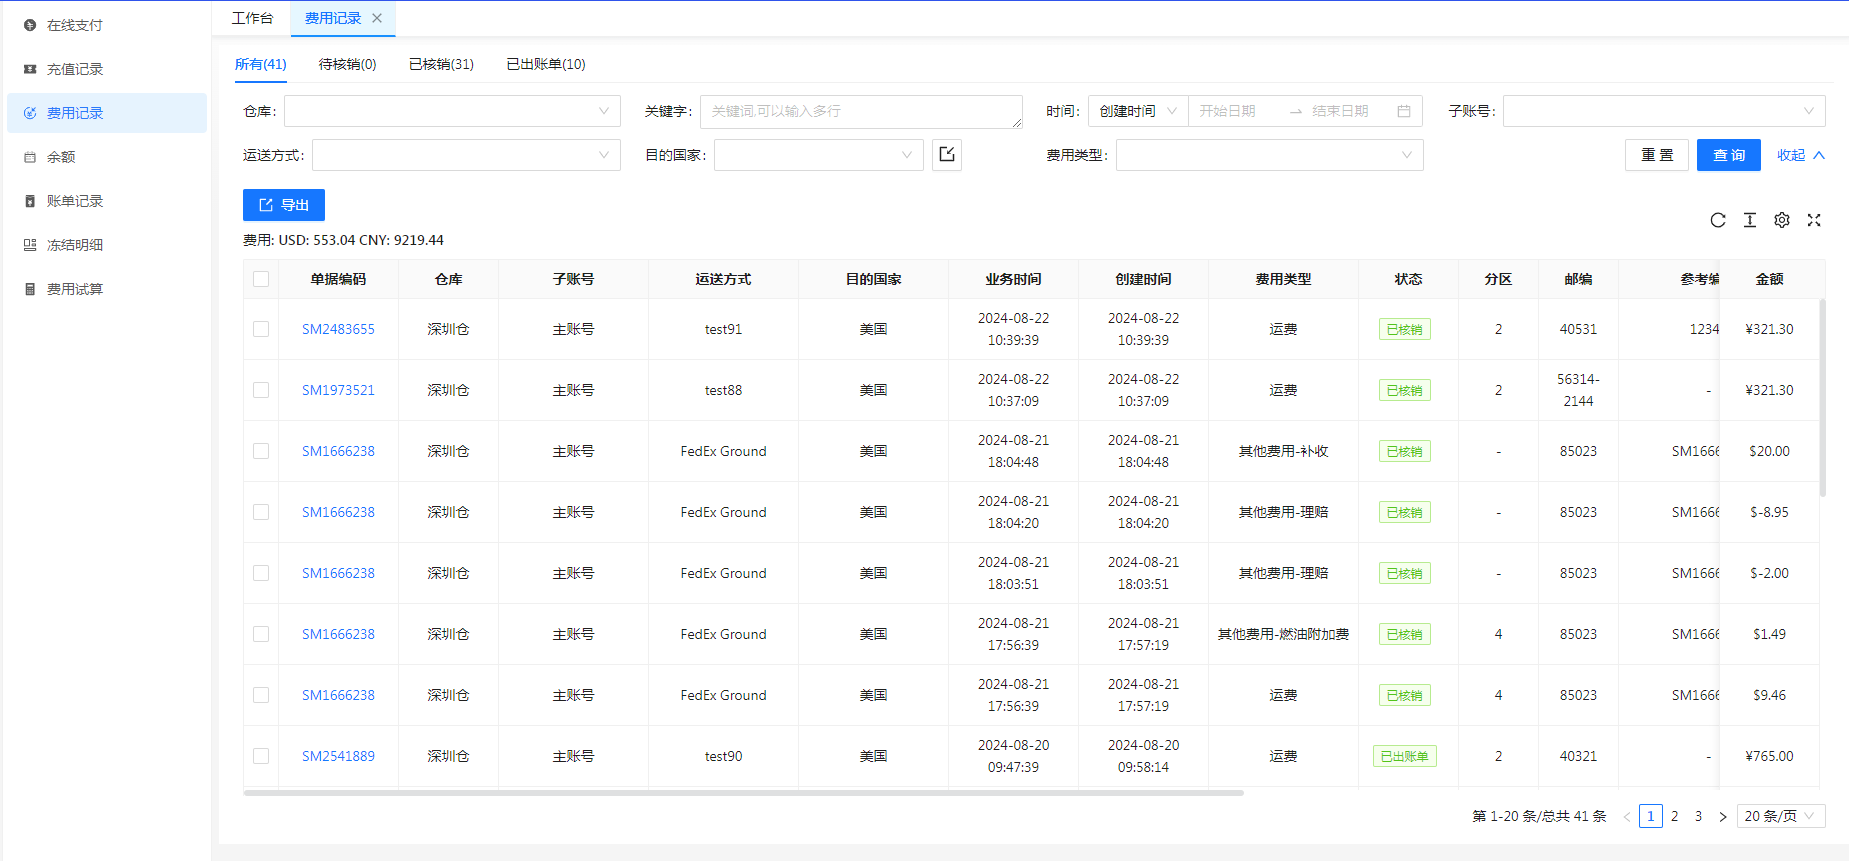 在线支付
充值记录
费用记录
余额
账单记录
冻结明细
费用试算
工作台 费用记录
所有(41) 待核销(0) 已核销(31) 已出账单(10)
仓库: 关键字: 关键词,可以输入多行 时间: 创建时间 开始日期 结束日期 子账号:
运送方式: 目的国家: 费用类型: 重 置 查 询 收起
导出
费用: USD: 553.04 CNY: 9219.44
单据编码 仓库 子账号 运送方式 目的国家 业务时间 创建时间 费用类型 状态 分区 邮编 参考编 金额
SM2483655 深圳仓 主账号 test91 美国 2024-08-22 10:39:39 2024-08-22 10:39:39 运费 已核销 2 40531 1234 ¥321.30
SM1973521 深圳仓 主账号 test88 美国 2024-08-22 10:37:09 2024-08-22 10:37:09 运费 已核销 2 56314-2144 - ¥321.30
SM1666238 深圳仓 主账号 FedEx Ground 美国 2024-08-21 18:04:48 2024-08-21 18:04:48 其他费用-补收 已核销 - 85023 SM1666 $20.00
SM1666238 深圳仓 主账号 FedEx Ground 美国 2024-08-21 18:04:20 2024-08-21 18:04:20 其他费用-理赔 已核销 - 85023 SM1666 $-8.95
SM1666238 深圳仓 主账号 FedEx Ground 美国 2024-08-21 18:03:51 2024-08-21 18:03:51 其他费用-理赔 已核销 - 85023 SM1666 $-2.00
SM1666238 深圳仓 主账号 FedEx Ground 美国 2024-08-21 17:56:39 2024-08-21 17:57:19 其他费用-燃油附加费 已核销 4 85023 SM1666 $1.49
SM1666238 深圳仓 主账号 FedEx Ground 美国 2024-08-21 17:56:39 2024-08-21 17:57:19 运费 已核销 4 85023 SM1666 $9.46
SM2541889 深圳仓 主账号 test90 美国 2024-08-20 09:47:39 2024-08-20 09:58:14 运费 已出账单 2 40321 - ¥765.00
第 1-20 条/总共 41 条 < 1 2 3 > 20 条/页